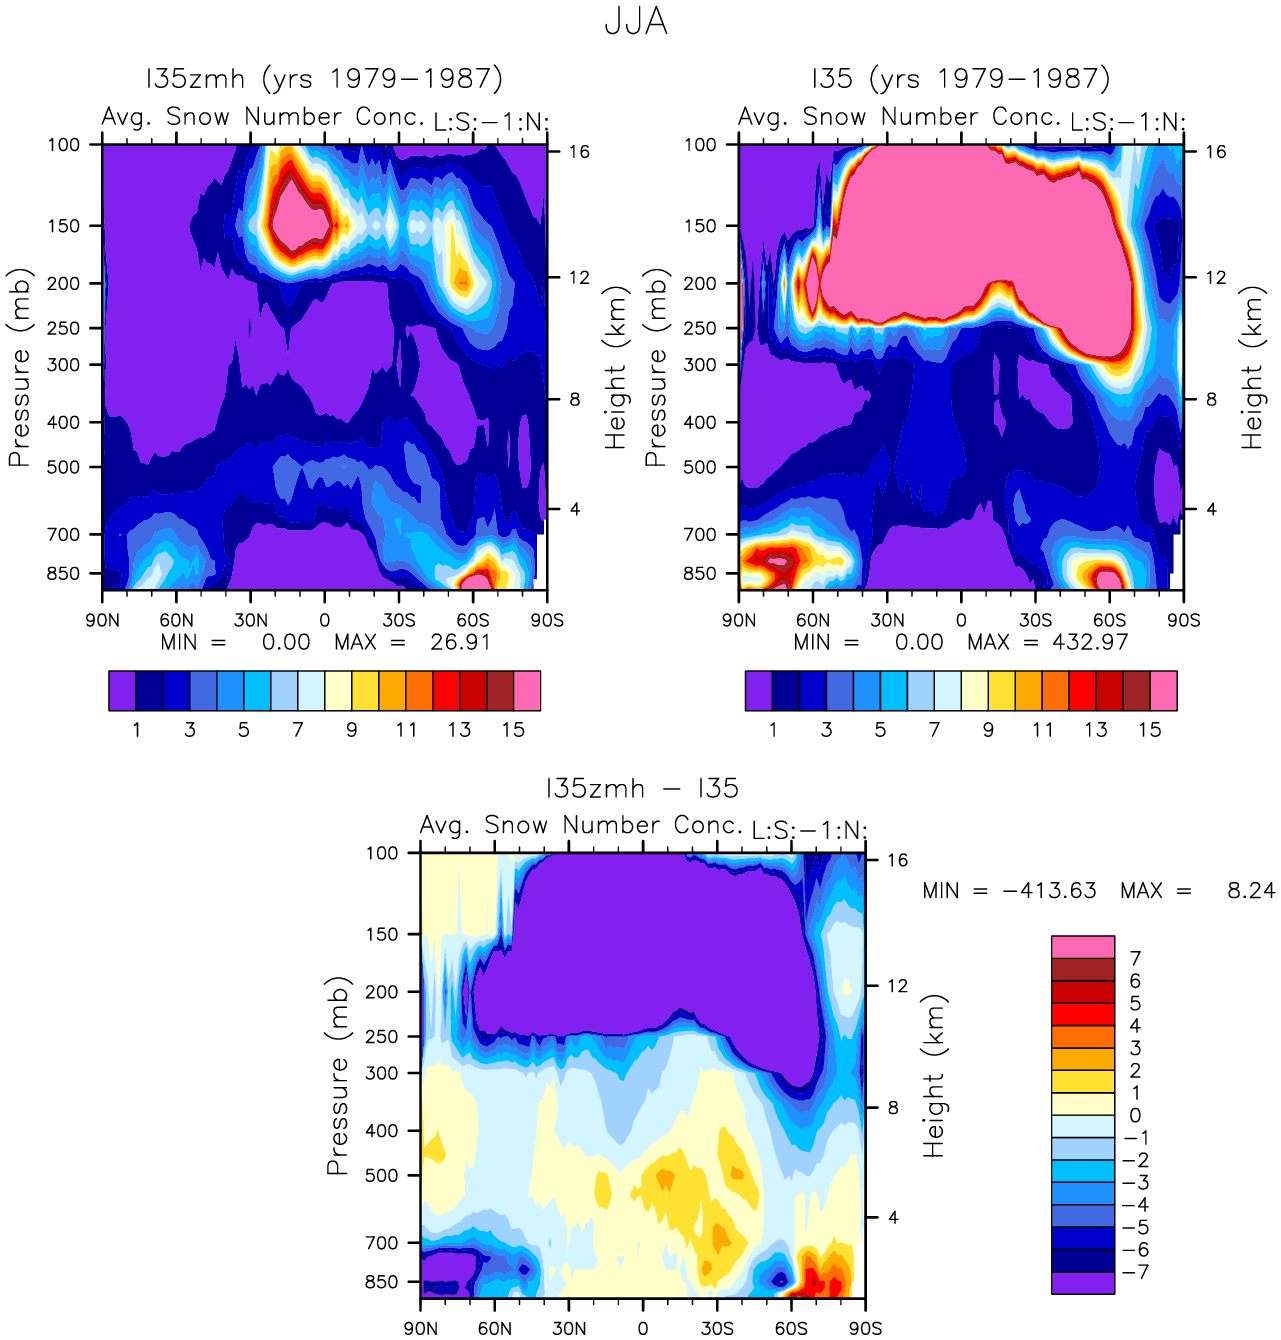 JJA
I35zmh (yrs 1979−1987)
Avg. Snow Number Conc. L:S:−1:N:
100
150
200
250
300
400
500
700
850
Pressure (mb)
16
12
8
4
Height (km)
90N 60N 30N 0 30S 60S 90S
MIN = 0.00 MAX = 26.91
1 3 5 7 9 11 13 15
I35 (yrs 1979−1987)
Avg. Snow Number Conc. L:S:−1:N:
100
150
200
250
300
400
500
700
850
Pressure (mb)
16
12
8
4
Height (km)
90N 60N 30N 0 30S 60S 90S
MIN = 0.00 MAX = 432.97
1 3 5 7 9 11 13 15
I35zmh − I35
Avg. Snow Number Conc. L:S:−1:N:
100
150
200
250
300
400
500
700
850
Pressure (mb)
16
12
8
4
Height (km)
90N 60N 30N 0 30S 60S 90S
MIN = −413.63 MAX = 8.24
7
6
5
4
3
2
1
0
−1
−2
−3
−4
−5
−6
−7